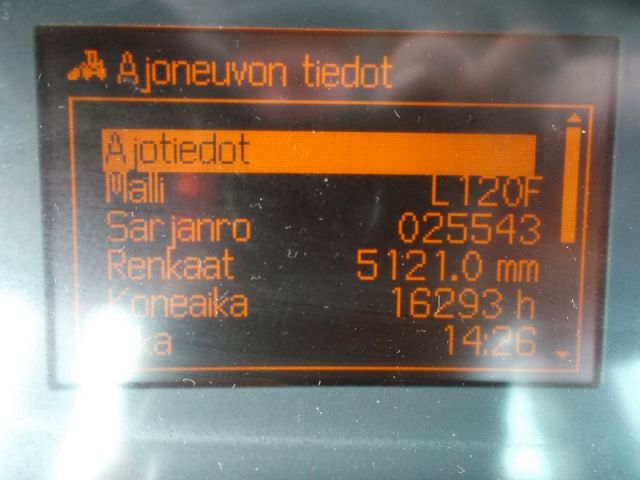 Ajoneuvon tiedot
Ajotiedot
Malli L120F
Sarjanro 025543
Renkaat 5121.0 mm
Koneaika 16293 h
14:26